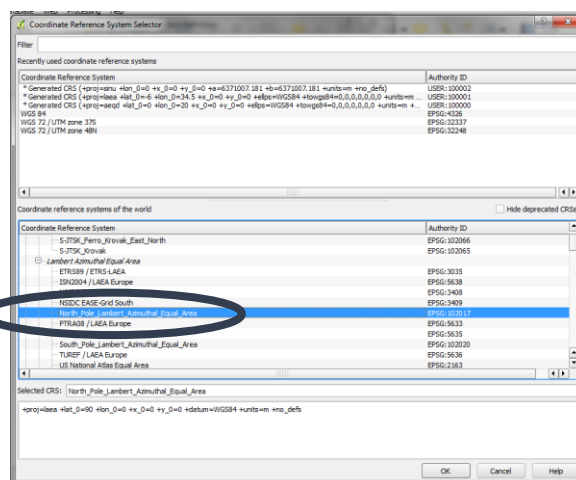 Database Web Processing Help
Coordinate Reference System Selector
Filter
Recently used coordinate reference systems
Coordinate Reference System Authority ID
* Generated CRS (+proj=sinu +lon_0=0 +x_0=0 +y_0=0 +a=6371007.181 +b=6371007.181 +units=m +no_defs) USER:100002
* Generated CRS (+proj=laea +lat_0=-6 +lon_0=34.5 +x_0=0 +y_0=0 +ellps=WGS84 +towgs84=0,0,0,0,0,0,0 +units=m ... USER:100001
* Generated CRS (+proj=aeqd +lat_0=0 +lon_0=20 +x_0=0 +y_0=0 +ellps=WGS84 +towgs84=0,0,0,0,0,0,0 +units=m +... USER:100000
WGS 84 EPSG:4326
WGS 72 / UTM zone 37S EPSG:32337
WGS 72 / UTM zone 48N EPSG:32248
Coordinate reference systems of the world Hide deprecated CRSs
Coordinate Reference System Authority ID
S-JTSK_Ferro_Krovak_East_North EPSG:102066
S-JTSK_Krovak EPSG:102065
Lambert Azimuthal Equal Area
ETRS89 / ETRS-LAEA EPSG:3035
ISN2004 / LAEA Europe EPSG:5638
EPSG:3408
NSIDC EASE-Grid South EPSG:3409
North_Pole_Lambert_Azimuthal_Equal_Area EPSG:102017
PTRA08 / LAEA Europe EPSG:5633
EPSG:5635
South_Pole_Lambert_Azimuthal_Equal_Area EPSG:102020
TUREF / LAEA Europe EPSG:5636
US National Atlas Equal Area EPSG:2163
Selected CRS: North_Pole_Lambert_Azimuthal_Equal_Area
+proj=laea +lat_0=90 +lon_0=0 +x_0=0 +y_0=0 +datum=WGS84 +units=m +no_defs
OK Cancel Help